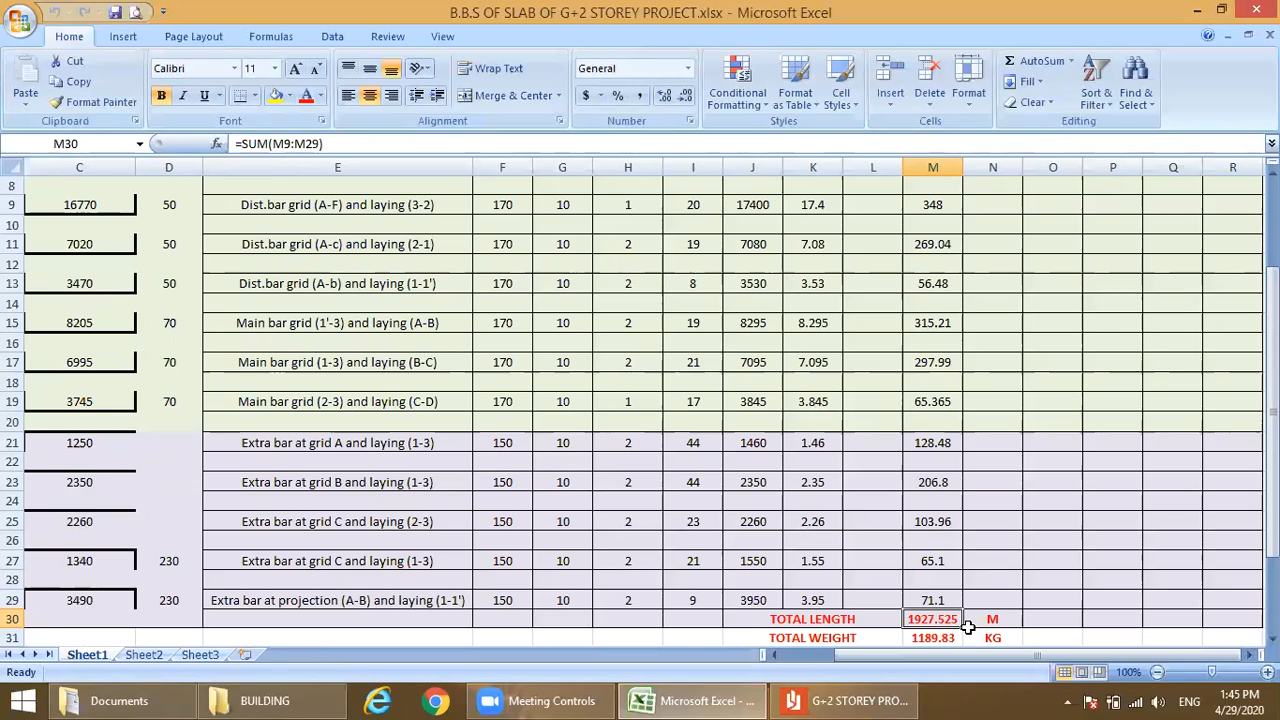 B.B.S OF SLAB OF G+2 STOREY PROJECT.xlsx - Microsoft Excel
Home Insert Page Layout Formulas Data Review View
Paste Cut Copy Format Painter Clipboard
Calibri 11 B I U A Font
Wrap Text Merge & Center Alignment
General $ % , Number
Conditional Formatting Format as Table Cell Styles Styles
Insert Delete Format Cells
Σ AutoSum Fill Clear Sort & Filter Find & Select Editing
M30 fx =SUM(M9:M29)
C D E F G H I J K L M N O P Q R
8
9 16770 50 Dist.bar grid (A-F) and laying (3-2) 170 10 1 20 17400 17.4 348
10
11 7020 50 Dist.bar grid (A-c) and laying (2-1) 170 10 2 19 7080 7.08 269.04
12
13 3470 50 Dist.bar grid (A-b) and laying (1-1') 170 10 2 8 3530 3.53 56.48
14
15 8205 70 Main bar grid (1'-3) and laying (A-B) 170 10 2 19 8295 8.295 315.21
16
17 6995 70 Main bar grid (1-3) and laying (B-C) 170 10 2 21 7095 7.095 297.99
18
19 3745 70 Main bar grid (2-3) and laying (C-D) 170 10 1 17 3845 3.845 65.365
20
21 1250 Extra bar at grid A and laying (1-3) 150 10 2 44 1460 1.46 128.48
22
23 2350 Extra bar at grid B and laying (1-3) 150 10 2 44 2350 2.35 206.8
24
25 2260 Extra bar at grid C and laying (2-3) 150 10 2 23 2260 2.26 103.96
26
27 1340 230 Extra bar at grid C and laying (1-3) 150 10 2 21 1550 1.55 65.1
28
29 3490 230 Extra bar at projection (A-B) and laying (1-1') 150 10 2 9 3950 3.95 71.1
30 TOTAL LENGTH 1927.525 M
31 TOTAL WEIGHT 1189.83 KG
Sheet1 Sheet2 Sheet3
Ready 100%
Documents BUILDING Meeting Controls Microsoft Excel - ... G+2 STOREY PRO... ENG 1:45 PM
4/29/2020